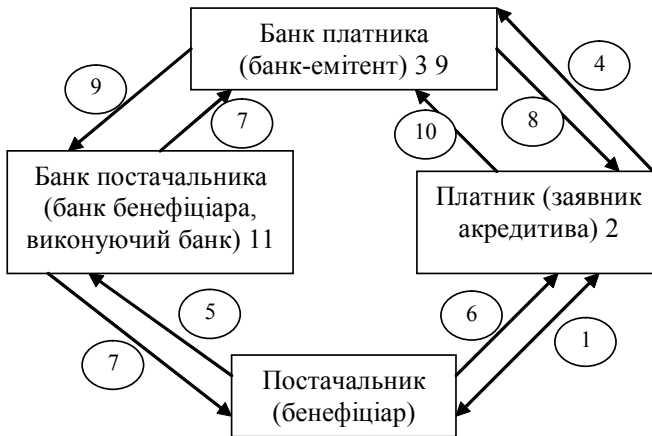 Банк платника
(банк-емітент) 3 9
4
9
7
10
8
Банк постачальника
(банк бенефіціара,
виконуючий банк) 11
Платник (заявник
акредитива) 2
5
6
7
1
Постачальник
(бенефіціар)